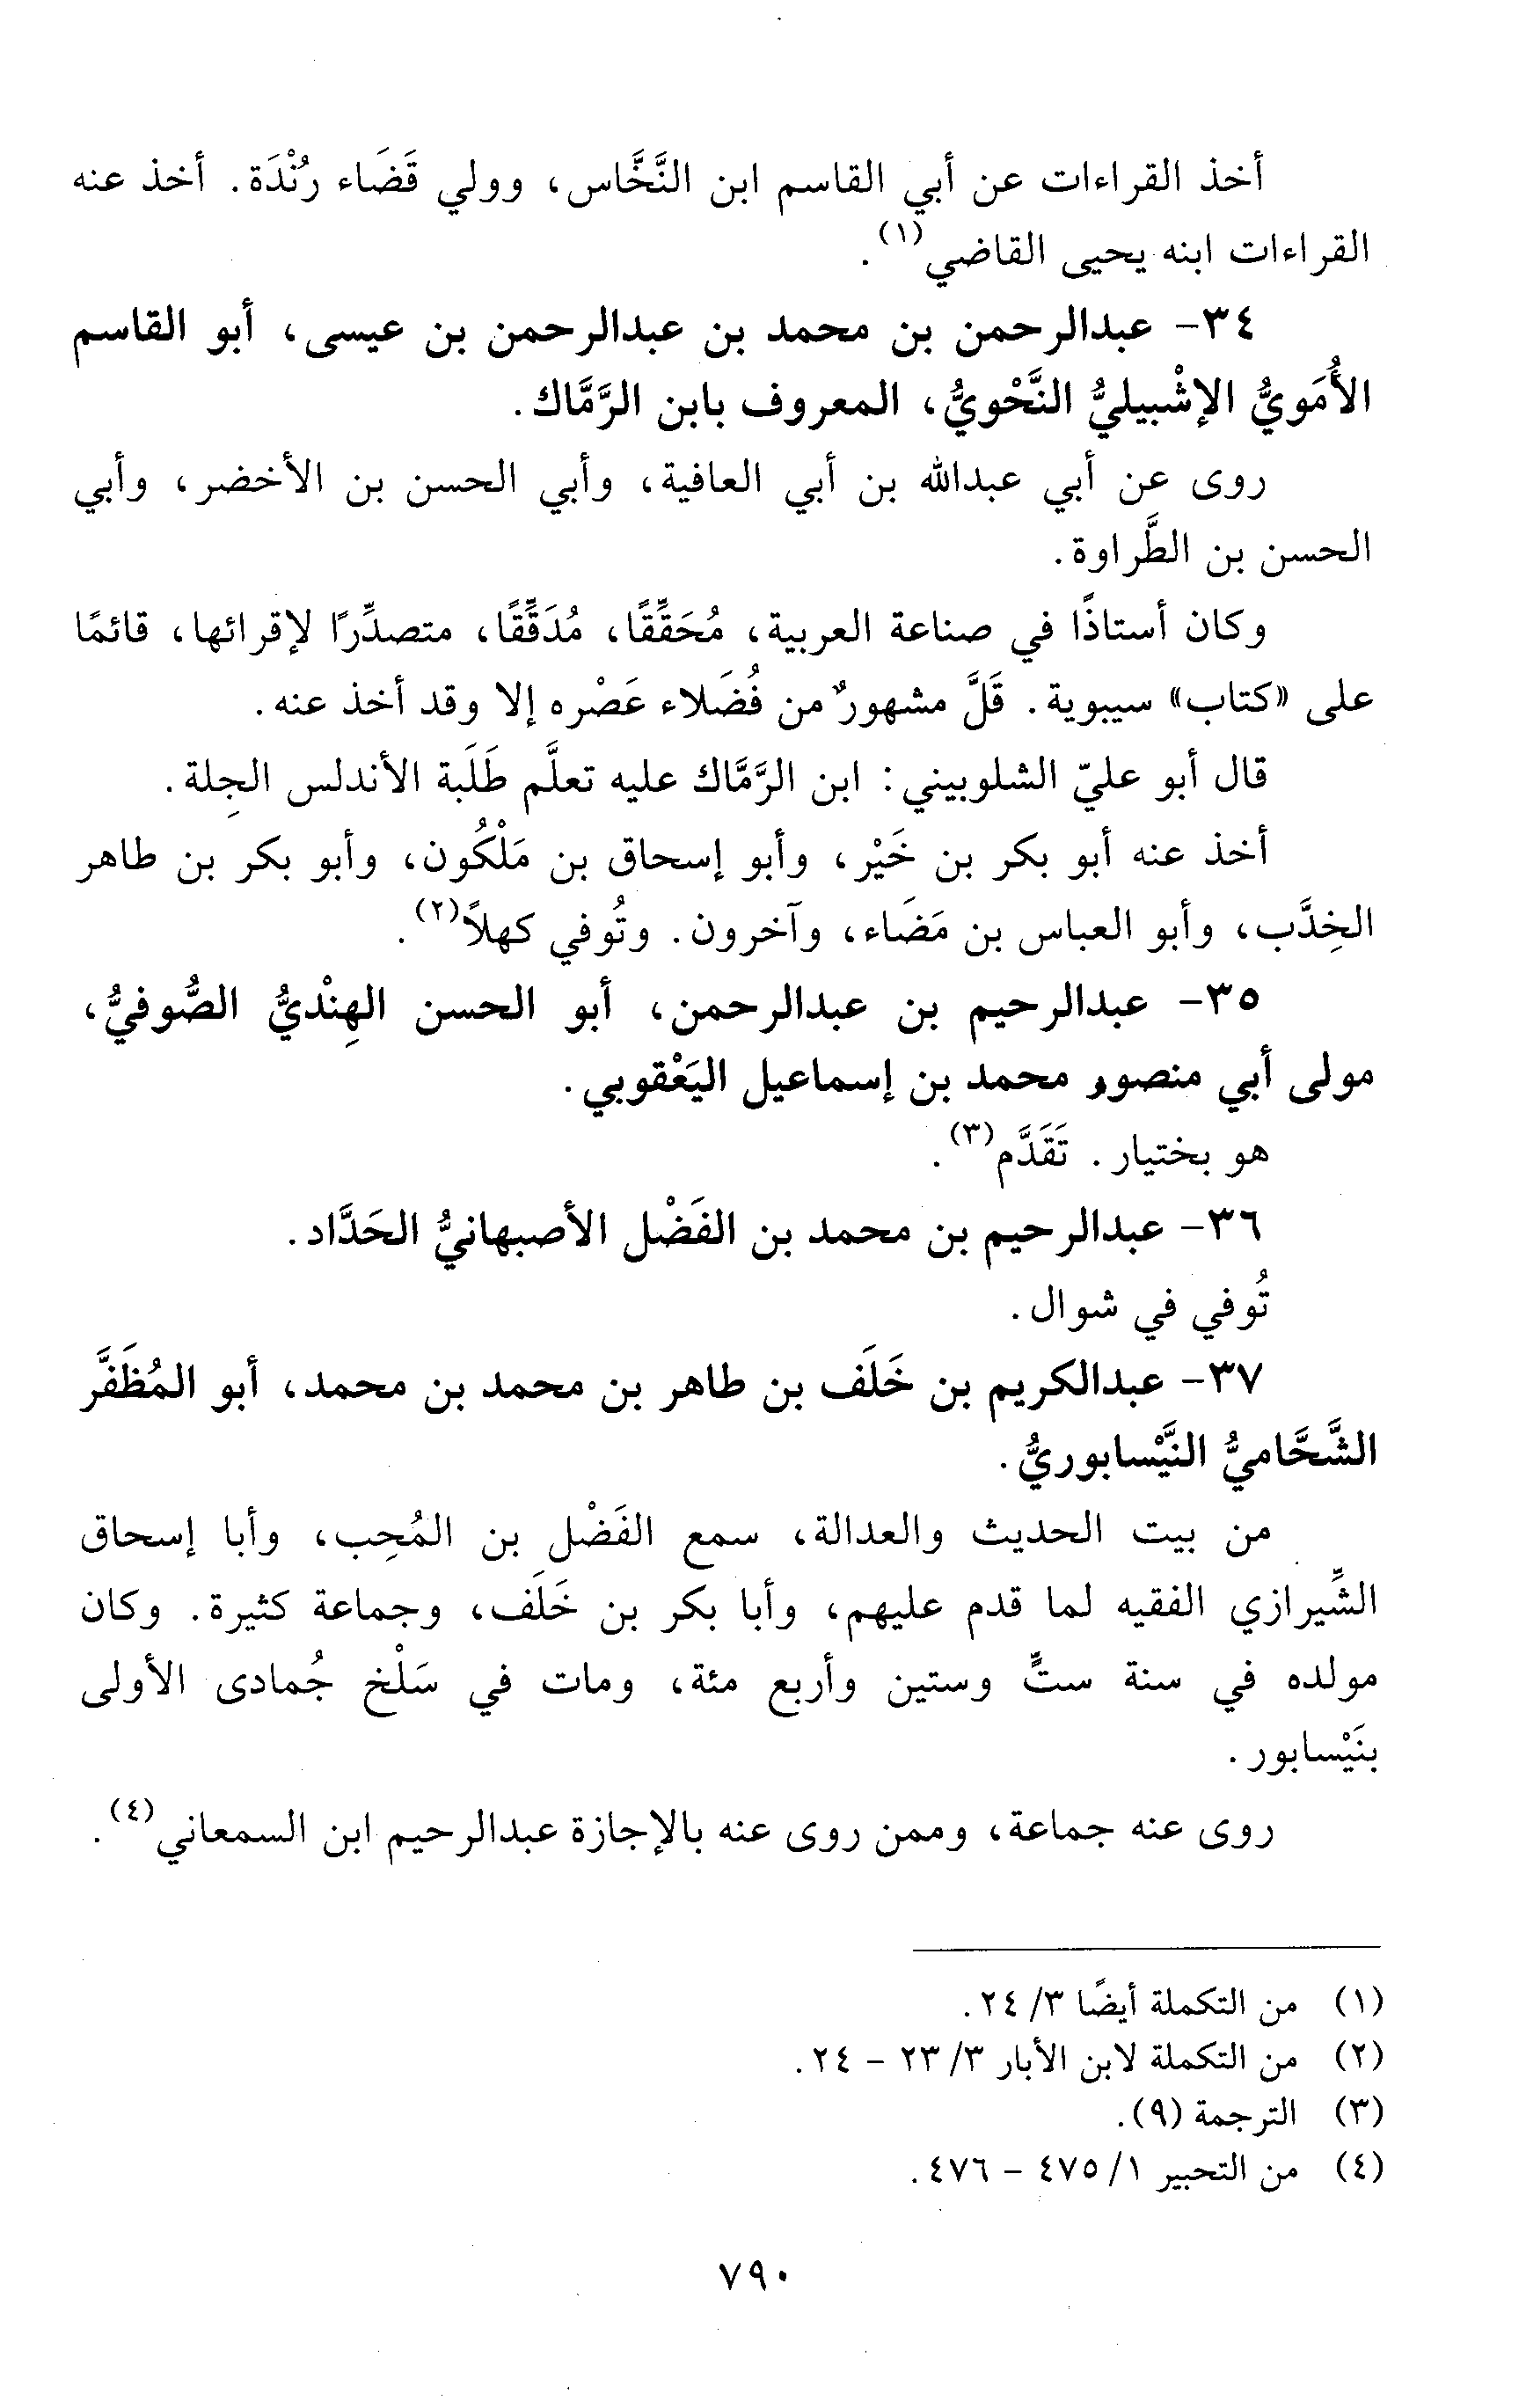 أخذ القراءات عن أبي القاسم ابن النَّخَّاس، وولي قَضَاء رُنْدَة. أخذ عنه
القراءات ابنه يحيى القاضي(١).
٣٤- عبدالرحمن بن محمد بن عبدالرحمن بن عيسى، أبو القاسم
الأُمَويُّ الإشْبيليُّ النَّحْويُّ، المعروف بابن الرَّمَّاك.
روى عن أبي عبدالله بن أبي العافية، وأبي الحسن بن الأخضر، وأبي
الحسن بن الطَّراوة.
وكان أستاذًا في صناعة العربية، مُحَقِّقًا، مُدَقِّقًا، متصدِّرًا لإقرائها، قائمًا
على «كتاب» سيبوية. قَلَّ مشهورٌ من فُضَلاء عَصْره إلا وقد أخذ عنه.
قال أبو عليّ الشلوبيني: ابن الرَّمَّاك عليه تعلَّم طَلَبة الأندلس الجِلة.
أخذ عنه أبو بكر بن خَيْر، وأبو إسحاق بن مَلْكُون، وأبو بكر بن طاهر
الخِدَّب، وأبو العباس بن مَضَاء، وآخرون. وتُوفي كهلاً(٢).
٣٥- عبدالرحيم بن عبدالرحمن، أبو الحسن الهِنْديُّ الصُّوفيُّ،
مولى أبي منصور محمد بن إسماعيل اليَعْقوبي.
هو بختيار. تَقَدَّم(٣).
٣٦- عبدالرحيم بن محمد بن الفَضْل الأصبهانيُّ الحَدَّاد.
تُوفي في شوال.
٣٧- عبدالكريم بن خَلَف بن طاهر بن محمد بن محمد، أبو المُظَفَّر
الشَّحَّاميُّ النَّيْسابوريُّ.
من بيت الحديث والعدالة، سمع الفَضْل بن المُحِب، وأبا إسحاق
الشِّيرازي الفقيه لما قدم عليهم، وأبا بكر بن خَلَف، وجماعة كثيرة. وكان
مولده في سنة ستٍّ وستين وأربع مئة، ومات في سَلْخ جُمادى الأولى
بنَيْسابور.
روى عنه جماعة، وممن روى عنه بالإجازة عبدالرحيم ابن السمعاني(٤).
(١) من التكملة أيضًا ٣/ ٢٤.
(٢) من التكملة لابن الأبار ٣/ ٢٣ - ٢٤.
(٣) الترجمة (٩).
(٤) من التحبير ١/ ٤٧٥ - ٤٧٦.
٧٩٠